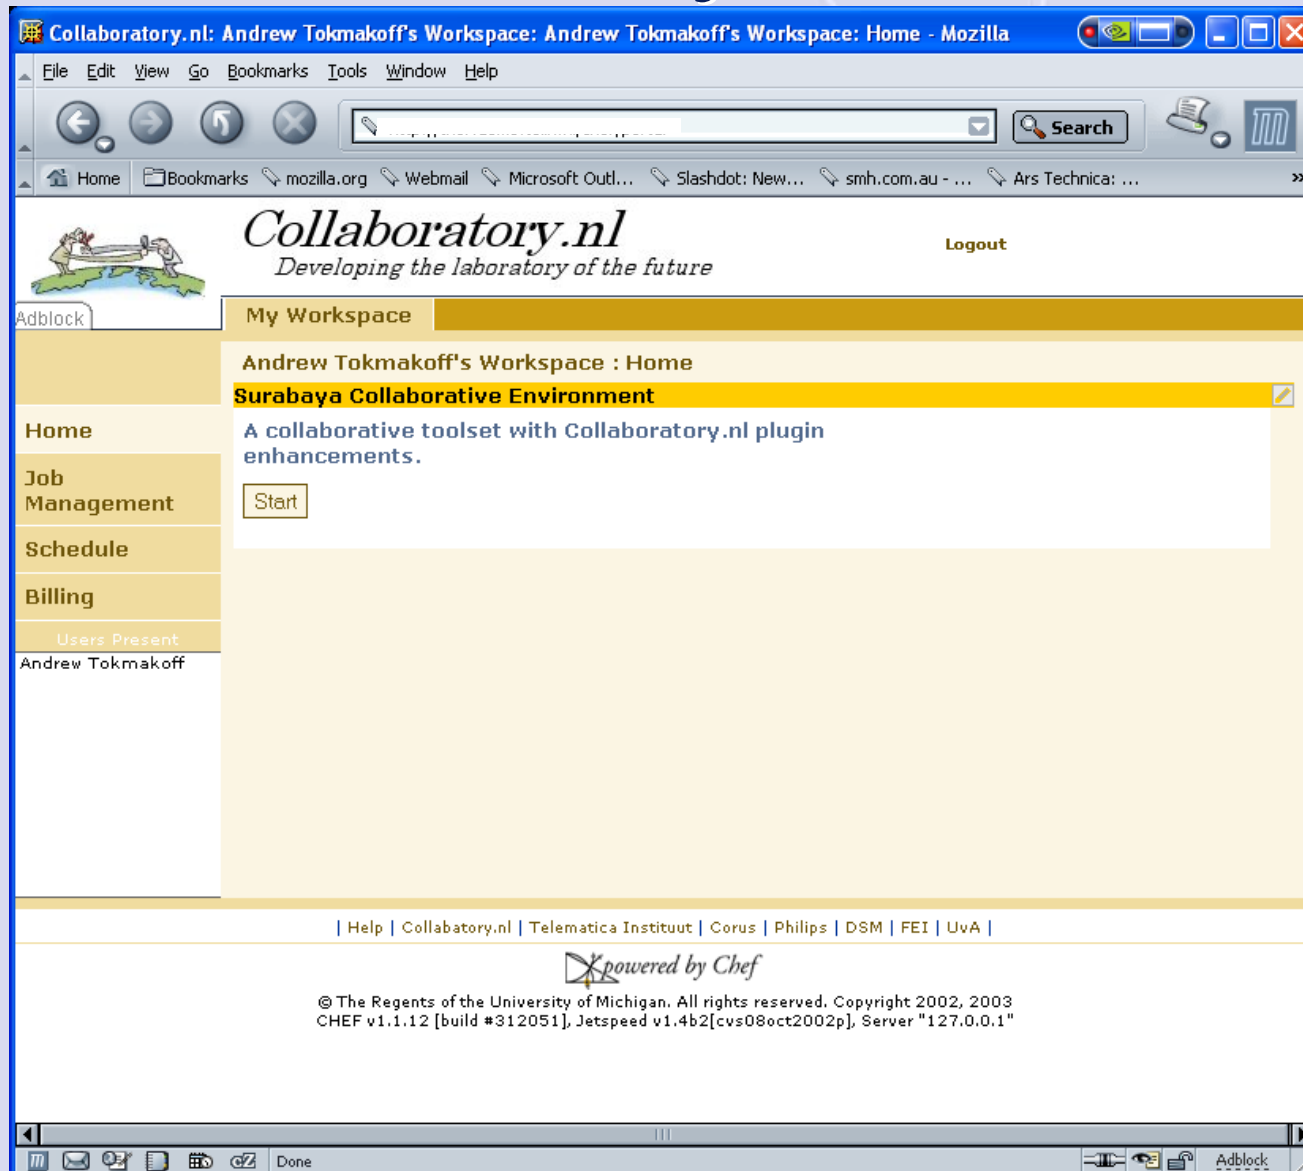 Collaboratory.nl: Andrew Tokmakoff's Workspace: Andrew Tokmakoff's Workspace: Home - Mozilla
File Edit View Go Bookmarks Tools Window Help
Search
Home Bookmarks mozilla.org Webmail Microsoft Outl... Slashdot: New... smh.com.au - ... Ars Technica: ...
Collaboratory.nl
Developing the laboratory of the future
Logout
Adblock
My Workspace
Andrew Tokmakoff's Workspace : Home
Surabaya Collaborative Environment
A collaborative toolset with Collaboratory.nl plugin
enhancements.
Start
Home
Job
Management
Schedule
Billing
Users Present
Andrew Tokmakoff
| Help | Collabatory.nl | Telematica Instituut | Corus | Philips | DSM | FEI | UvA |
powered by Chef
© The Regents of the University of Michigan. All rights reserved. Copyright 2002, 2003
CHEF v1.1.12 [build #312051], Jetspeed v1.4b2[cvs08oct2002p], Server "127.0.0.1"
Done
Adblock